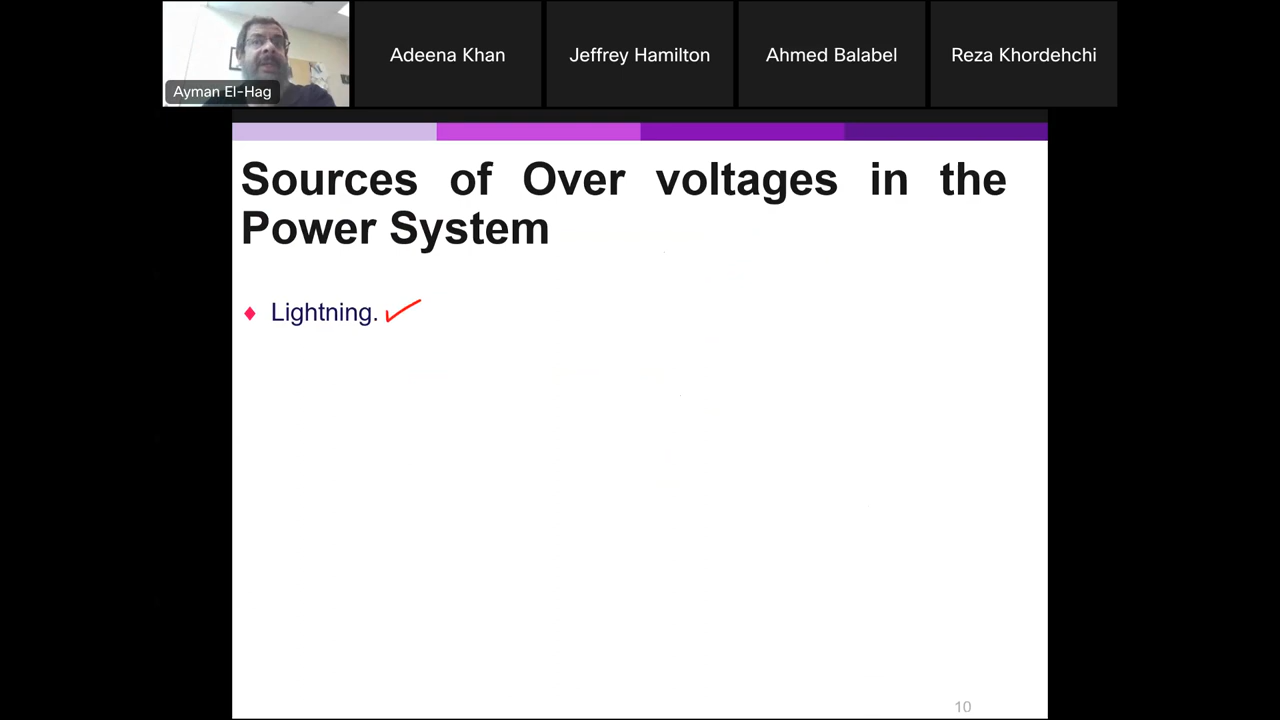 Ayman El-Hag
Adeena Khan
Jeffrey Hamilton
Ahmed Balabel
Reza Khordehchi
Sources of Over voltages in the
Power System
Lightning.
10